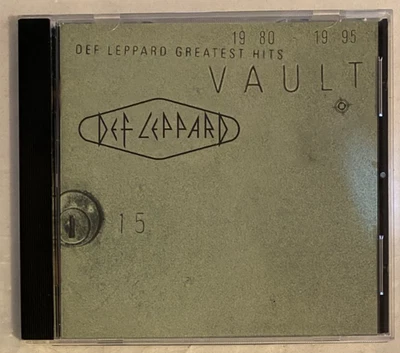 19 80 - 19 95
DEF LEPPARD GREATEST HITS
VAULT
DEF LEPPARD
15